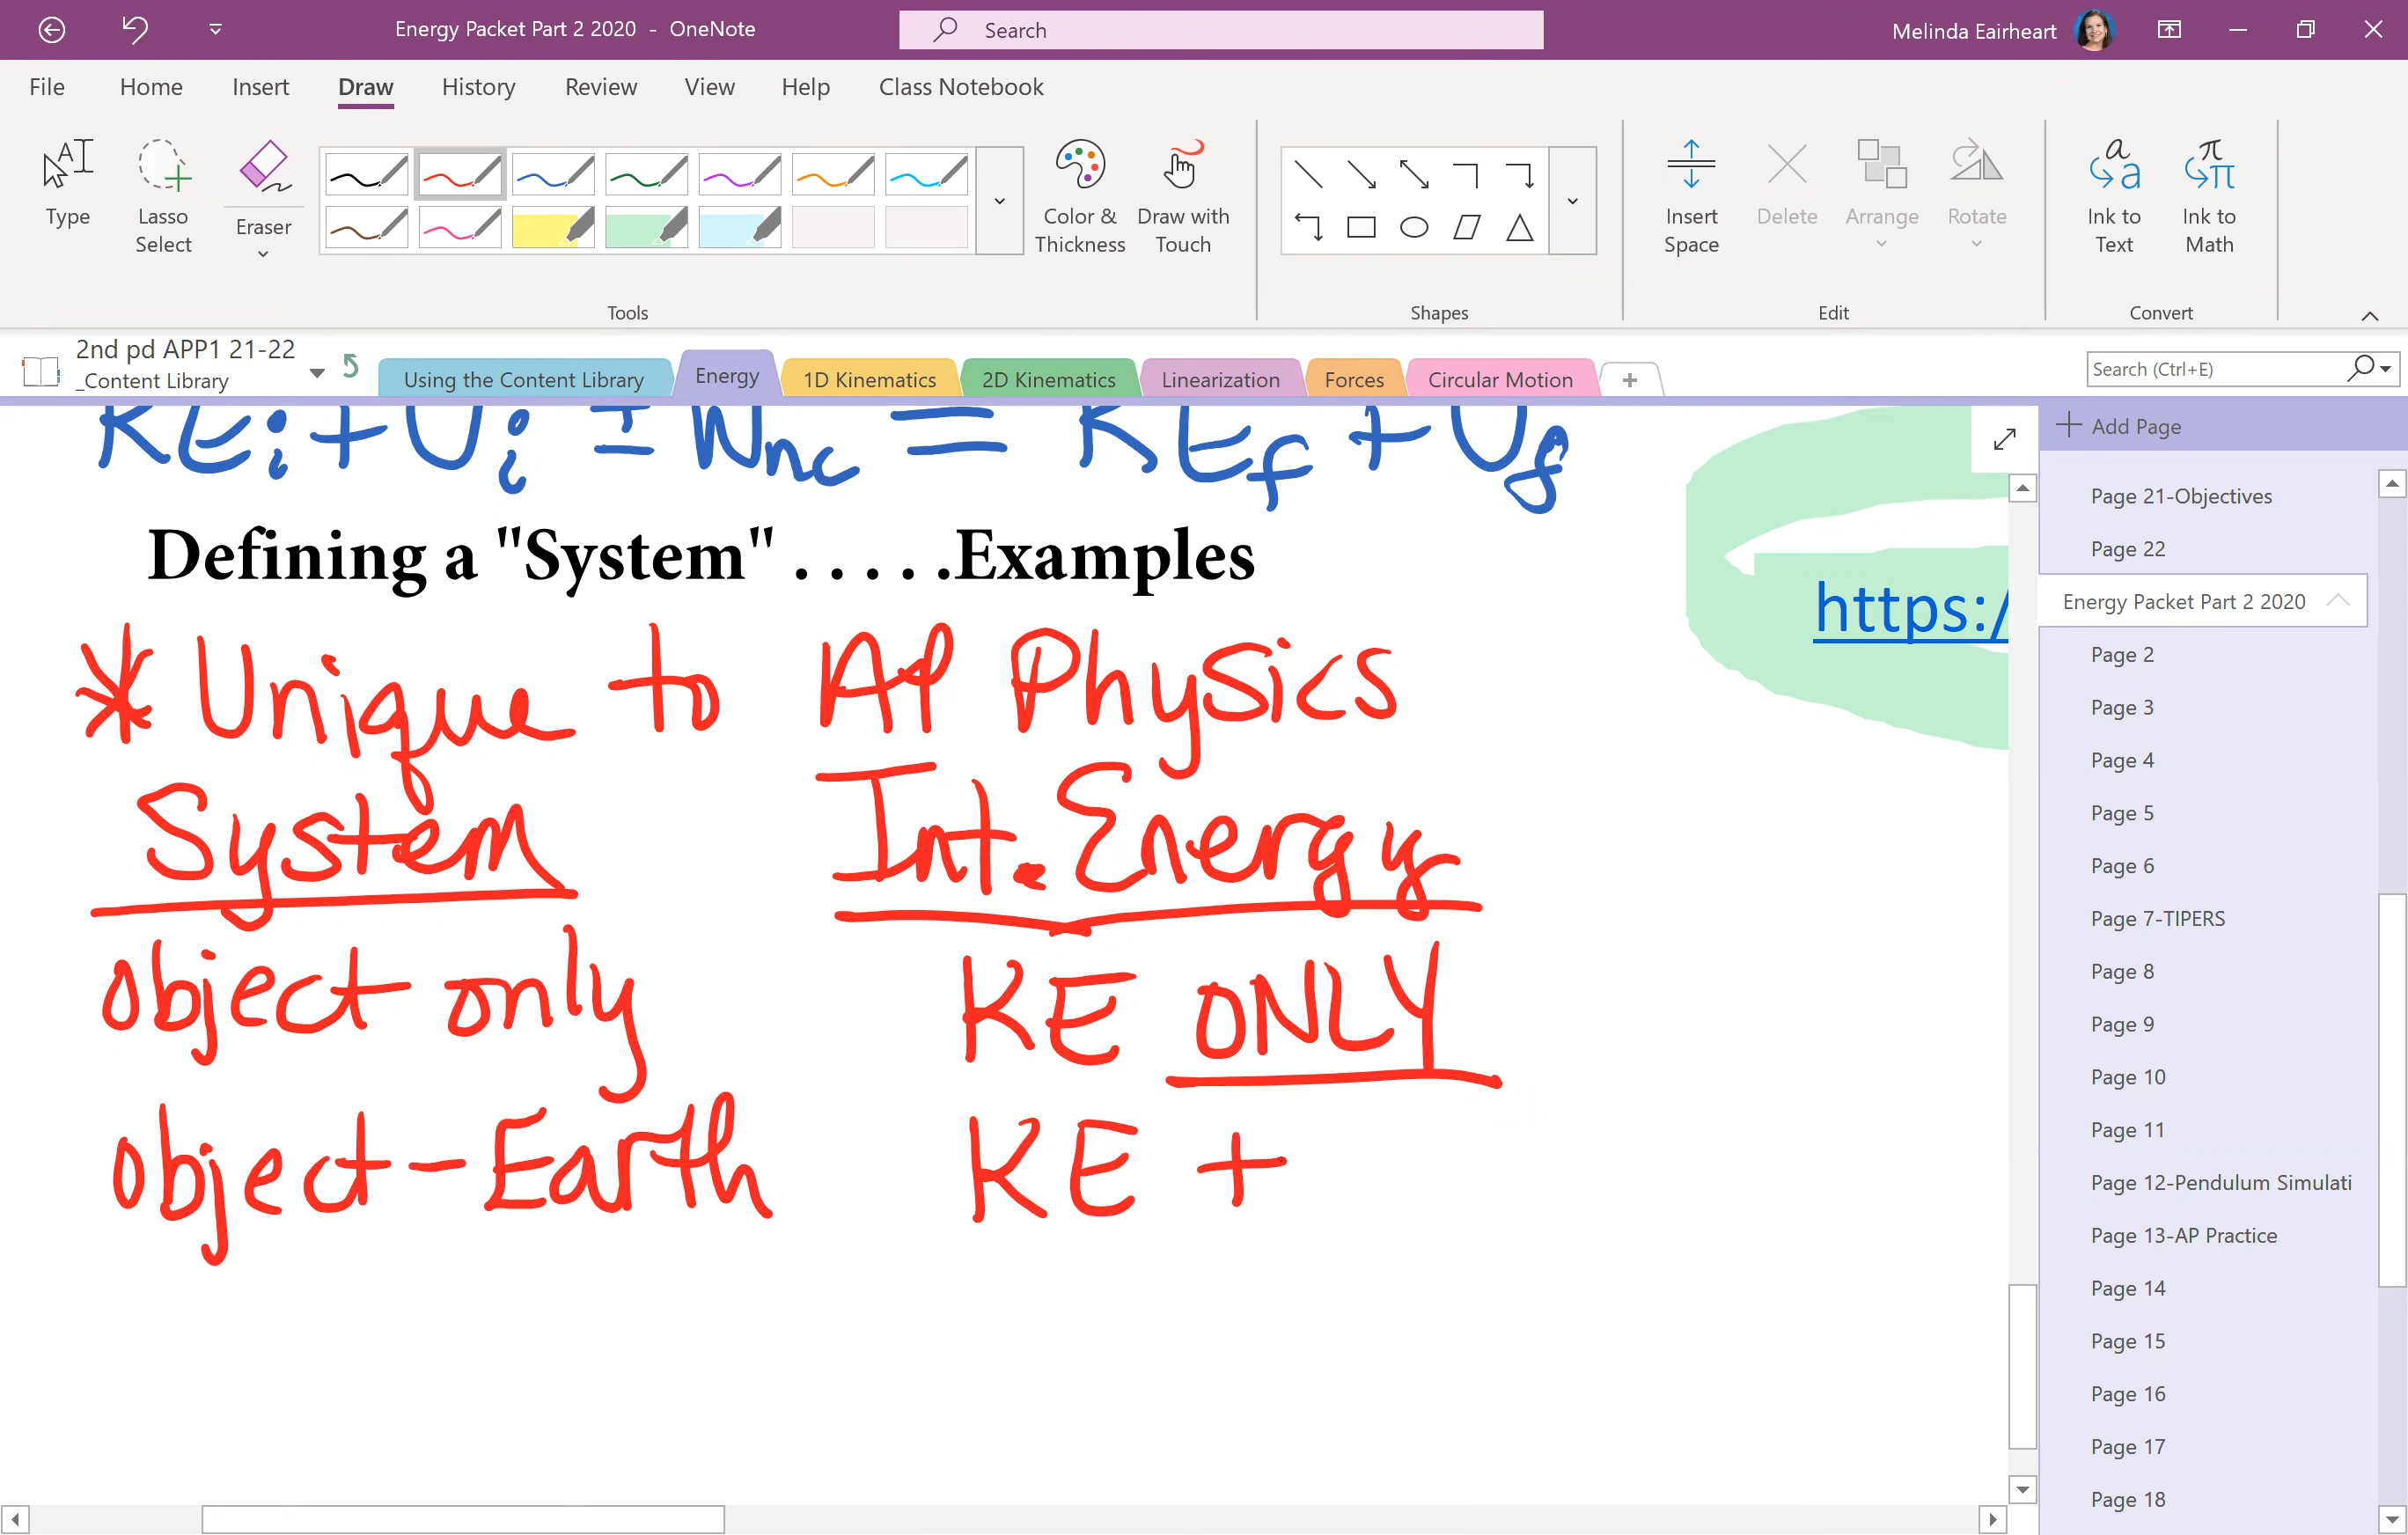 Energy Packet Part 2 2020 - OneNote
Search
Melinda Eairheart
File Home Insert Draw History Review View Help Class Notebook
Type
Lasso Select
Eraser
Color & Thickness
Draw with Touch
Insert Space
Delete
Arrange
Rotate
Ink to Text
Ink to Math
Tools
Shapes
Edit
Convert
2nd pd APP1 21-22
_Content Library
Using the Content Library
Energy
1D Kinematics
2D Kinematics
Linearization
Forces
Circular Motion
Search (Ctrl+E)
KEi + Ui ± Wnc = KEf + Uf
Defining a "System" . . . . .Examples
* Unique to AP Physics
System Int. Energy
object only KE ONLY
object-Earth KE +
https:/
Add Page
Page 21-Objectives
Page 22
Energy Packet Part 2 2020
Page 2
Page 3
Page 4
Page 5
Page 6
Page 7-TIPERS
Page 8
Page 9
Page 10
Page 11
Page 12-Pendulum Simulati
Page 13-AP Practice
Page 14
Page 15
Page 16
Page 17
Page 18